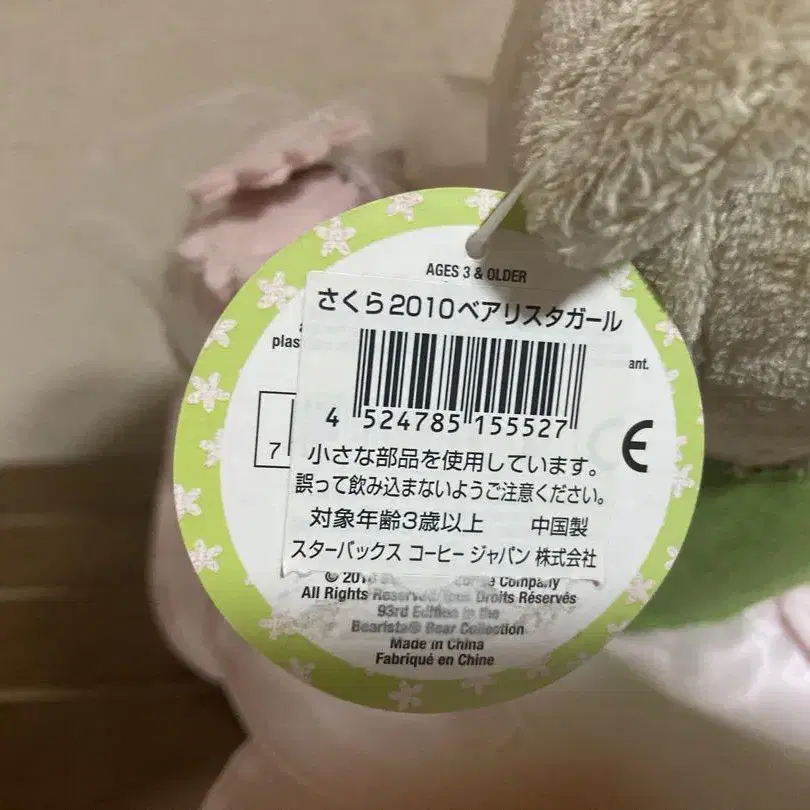 AGES 3 & OLDER
さくら2010ベアリスタガール
plas
ant.
4 524785 155527
7
CE
小さな部品を使用しています。
誤って飲み込まないようご注意ください。
対象年齢3歳以上 中国製
スターバックス コーヒー ジャパン 株式会社
© 201 Company
All Rights Reserved/Tous Droits Réservés
93rd Edition in the
Bearista® Bear Collection
Made in China
Fabriqué en Chine